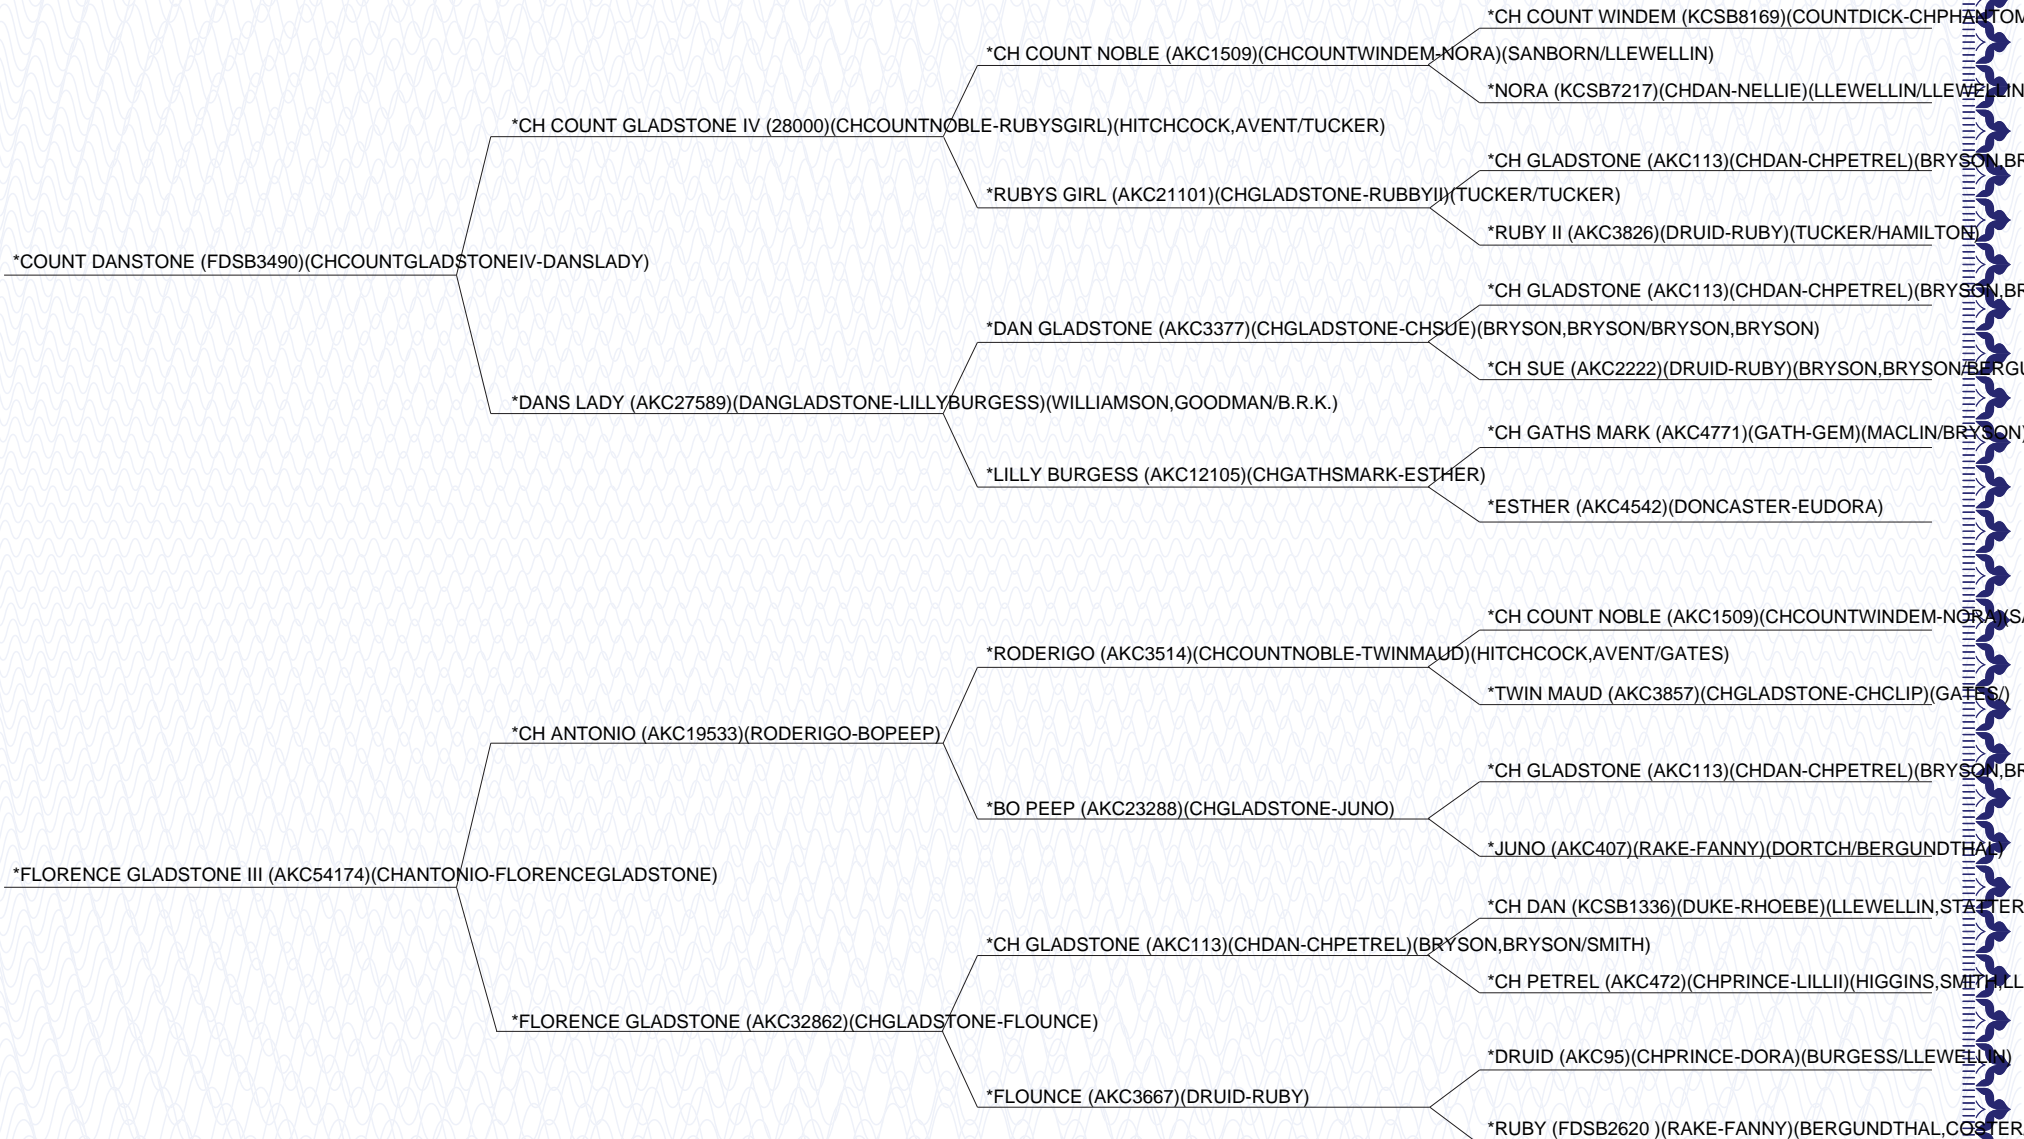 *CH COUNT WINDEM (KCSB8169)(COUNTDICK-CHPHANTOM
*CH COUNT NOBLE (AKC1509)(CHCOUNTWINDEM-NORA)(SANBORN/LLEWELLIN)
*NORA (KCSB7217)(CHDAN-NELLIE)(LLEWELLIN/LLEWELLIN
*CH COUNT GLADSTONE IV (28000)(CHCOUNTNOBLE-RUBYSGIRL)(HITCHCOCK,AVENT/TUCKER)
*CH GLADSTONE (AKC113)(CHDAN-CHPETREL)(BRYSON,BR
*RUBYS GIRL (AKC21101)(CHGLADSTONE-RUBBYII)(TUCKER/TUCKER)
*RUBY II (AKC3826)(DRUID-RUBY)(TUCKER/HAMILTON)
*COUNT DANSTONE (FDSB3490)(CHCOUNTGLADSTONEIV-DANSLADY)
*CH GLADSTONE (AKC113)(CHDAN-CHPETREL)(BRYSON,BR
*DAN GLADSTONE (AKC3377)(CHGLADSTONE-CHSUE)(BRYSON,BRYSON/BRYSON,BRYSON)
*CH SUE (AKC2222)(DRUID-RUBY)(BRYSON,BRYSON/BERGU
*DANS LADY (AKC27589)(DANGLADSTONE-LILLYBURGESS)(WILLIAMSON,GOODMAN/B.R.K.)
*CH GATHS MARK (AKC4771)(GATH-GEM)(MACLIN/BRYSON)
*LILLY BURGESS (AKC12105)(CHGATHSMARK-ESTHER)
*ESTHER (AKC4542)(DONCASTER-EUDORA)
*CH COUNT NOBLE (AKC1509)(CHCOUNTWINDEM-NORA)(SA
*RODERIGO (AKC3514)(CHCOUNTNOBLE-TWINMAUD)(HITCHCOCK,AVENT/GATES)
*TWIN MAUD (AKC3857)(CHGLADSTONE-CHCLIP)(GATES/)
*CH ANTONIO (AKC19533)(RODERIGO-BOPEEP)
*CH GLADSTONE (AKC113)(CHDAN-CHPETREL)(BRYSON,BR
*BO PEEP (AKC23288)(CHGLADSTONE-JUNO)
*JUNO (AKC407)(RAKE-FANNY)(DORTCH/BERGUNDTHAL)
*FLORENCE GLADSTONE III (AKC54174)(CHANTONIO-FLORENCEGLADSTONE)
*CH DAN (KCSB1336)(DUKE-RHOEBE)(LLEWELLIN,STATTER
*CH GLADSTONE (AKC113)(CHDAN-CHPETREL)(BRYSON,BRYSON/SMITH)
*CH PETREL (AKC472)(CHPRINCE-LILLII)(HIGGINS,SMITH,LL
*FLORENCE GLADSTONE (AKC32862)(CHGLADSTONE-FLOUNCE)
*DRUID (AKC95)(CHPRINCE-DORA)(BURGESS/LLEWELLIN)
*FLOUNCE (AKC3667)(DRUID-RUBY)
*RUBY (FDSB2620 )(RAKE-FANNY)(BERGUNDTHAL,COSTER